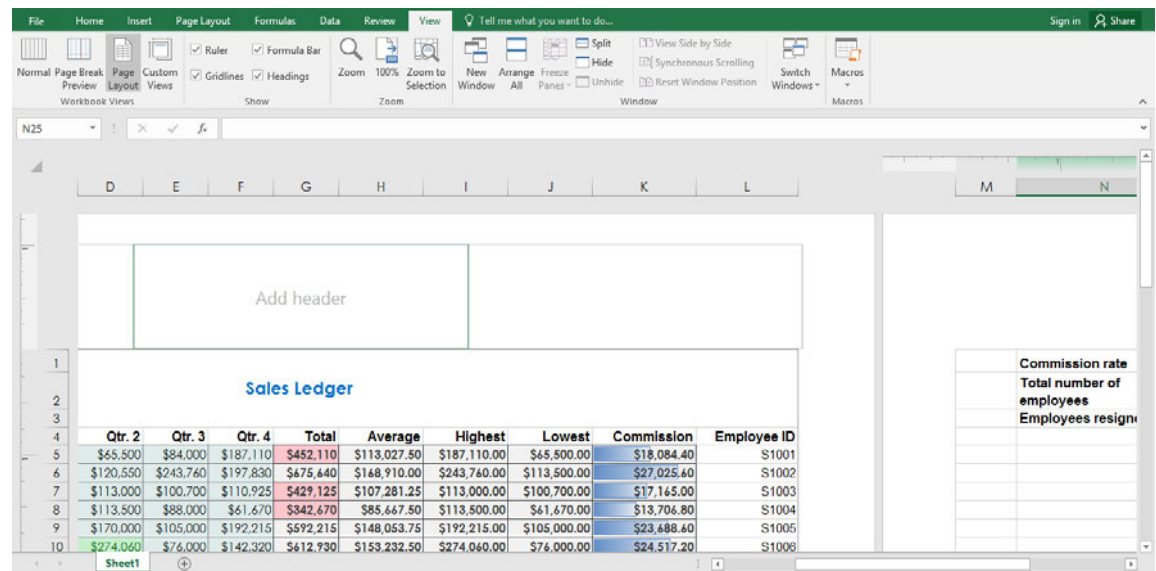 File Home Insert Page Layout Formulas Data Review View Tell me what you want to do... Sign in Share
Normal Page Break Preview Page Layout Custom Views
Workbook Views
Ruler Formula Bar
Gridlines Headings
Show
Zoom 100% Zoom to Selection
Zoom
New Window Arrange All Freeze Panes Split Hide Unhide
View Side by Side
Synchronous Scrolling
Reset Window Position
Switch Windows
Window
Macros
Macros
N25 fx
D E F G H I J K L M N
1
Add header
1 Commission rate
2 Sales Ledger Total number of employees
3 Employees resigne
4 Qtr. 2 Qtr. 3 Qtr. 4 Total Average Highest Lowest Commission Employee ID
5 $65,500 $84,000 $187,110 $452,110 $113,027.50 $187,110.00 $65,500.00 $18,084.40 S1001
6 $120,550 $243,760 $197,830 $675,640 $168,910.00 $243,760.00 $113,500.00 $27,025.60 S1002
7 $113,000 $100,700 $110,925 $429,125 $107,281.25 $113,000.00 $100,700.00 $17,165.00 S1003
8 $113,500 $88,000 $61,670 $342,670 $85,667.50 $113,500.00 $61,670.00 $13,706.80 S1004
9 $170,000 $105,000 $192,215 $592,215 $148,053.75 $192,215.00 $105,000.00 $23,688.60 S1005
10 $274,060 $76,000 $142,320 $612,930 $153,232.50 $274,060.00 $76,000.00 $24,517.20 S1006
Sheet1